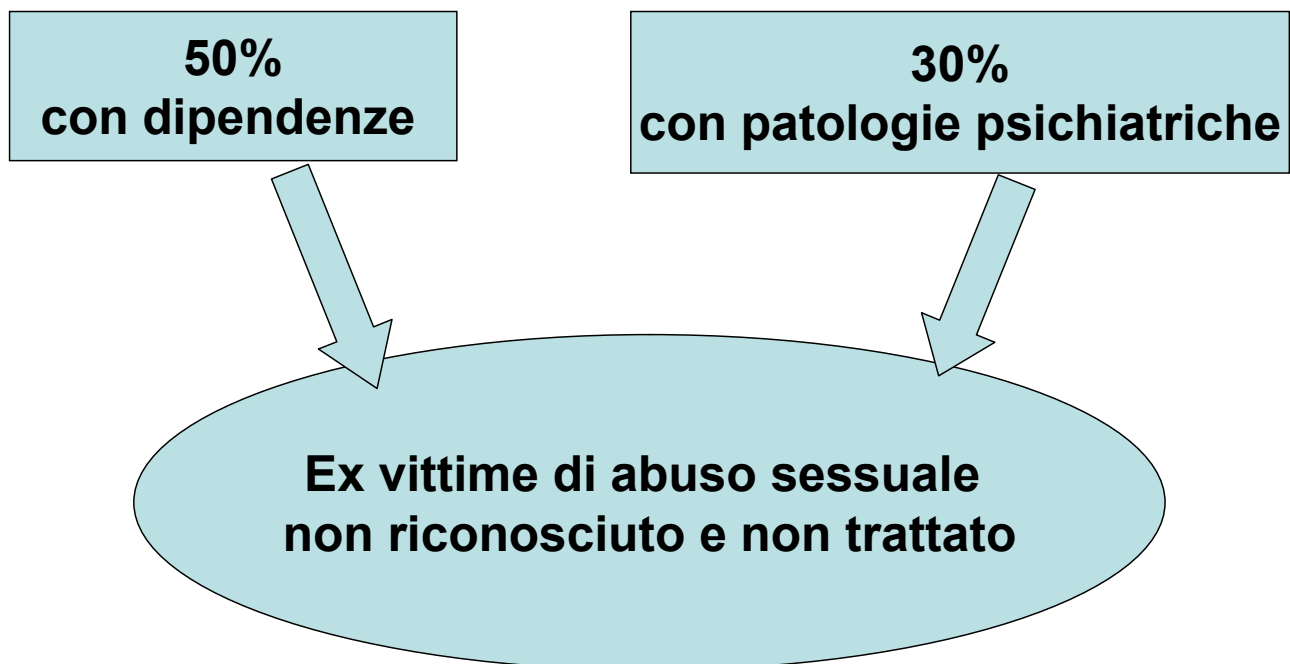 50%
con dipendenze
30%
con patologie psichiatriche
Ex vittime di abuso sessuale
non riconosciuto e non trattato